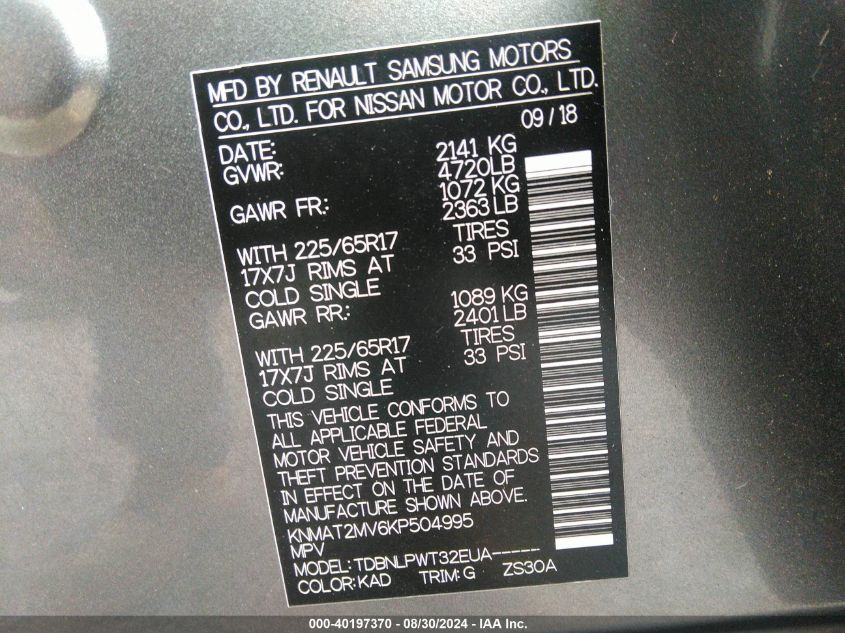 MFD BY RENAULT SAMSUNG MOTORS
CO., LTD. FOR NISSAN MOTOR CO., LTD.
DATE: 09/18
GVWR: 2141 KG
4720LB
GAWR FR.: 1072 KG
2363 LB
WITH 225/65R17 TIRES
17X7J RIMS AT 33 PSI
COLD SINGLE
GAWR RR.: 1089 KG
2401 LB
WITH 225/65R17 TIRES
17X7J RIMS AT 33 PSI
COLD SINGLE
THIS VEHICLE CONFORMS TO
ALL APPLICABLE FEDERAL
MOTOR VEHICLE SAFETY AND
THEFT PREVENTION STANDARDS
IN EFFECT ON THE DATE OF
MANUFACTURE SHOWN ABOVE.
KNMAT2MV6KP504995
MPV
MODEL: TDBNLPWT32EUA-----
COLOR: KAD TRIM: G ZS30A
000-40197370 - 08/30/2024 - IAA Inc.